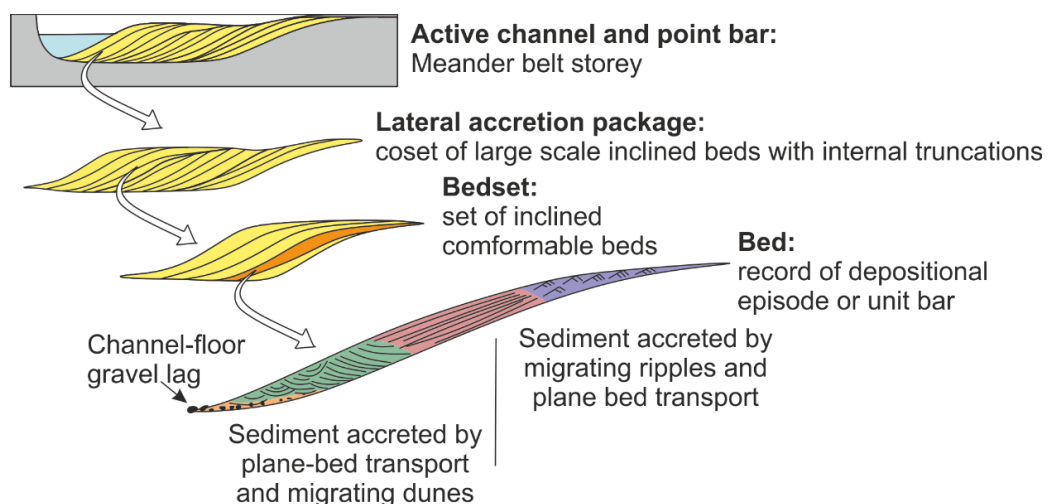 Active channel and point bar:
Meander belt storey
Lateral accretion package:
coset of large scale inclined beds with internal truncations
Bedset:
set of inclined
comformable beds
Bed:
record of depositional
episode or unit bar
Channel-floor
gravel lag
Sediment accreted by
migrating ripples and
plane bed transport
Sediment accreted by
plane-bed transport
and migrating dunes